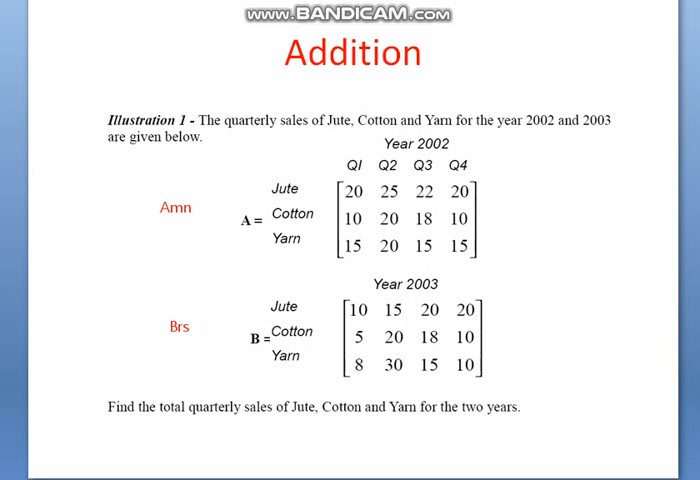 www.BANDICAM.com
Addition
Illustration 1 - The quarterly sales of Jute, Cotton and Yarn for the year 2002 and 2003
are given below.
Year 2002
Q1 Q2 Q3 Q4
Jute 20 25 22 20
Amn A = Cotton 10 20 18 10
Yarn 15 20 15 15
Year 2003
Jute 10 15 20 20
Brs B = Cotton 5 20 18 10
Yarn 8 30 15 10
Find the total quarterly sales of Jute, Cotton and Yarn for the two years.